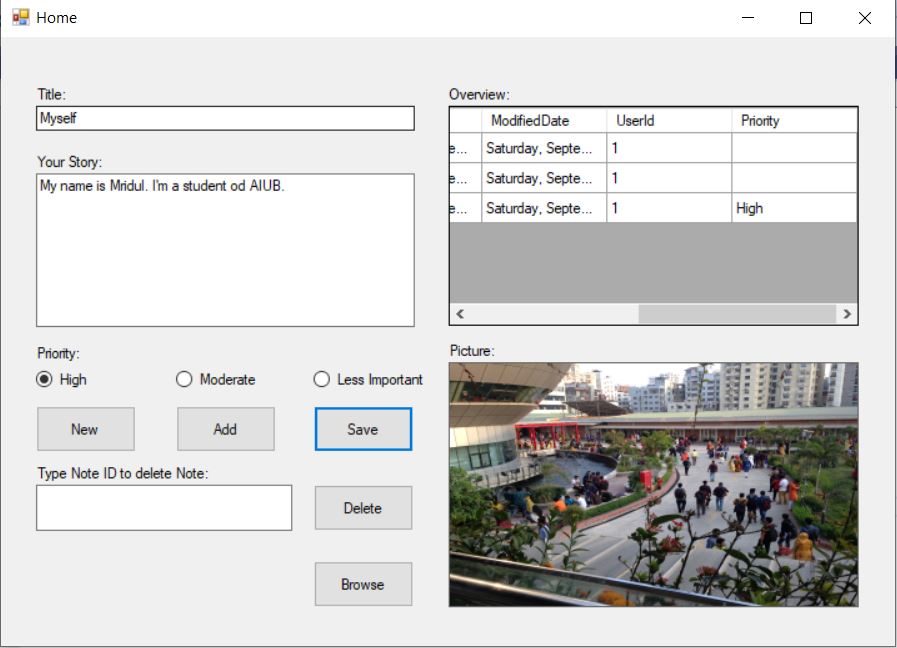 Home
Title:
Myself
Your Story:
My name is Mridul. I'm a student od AIUB.
Priority:
High
Moderate
Less Important
New
Add
Save
Type Note ID to delete Note:
Delete
Browse
Overview:
ModifiedDate UserId Priority
e... Saturday, Septe... 1
e... Saturday, Septe... 1
e... Saturday, Septe... 1 High
Picture: